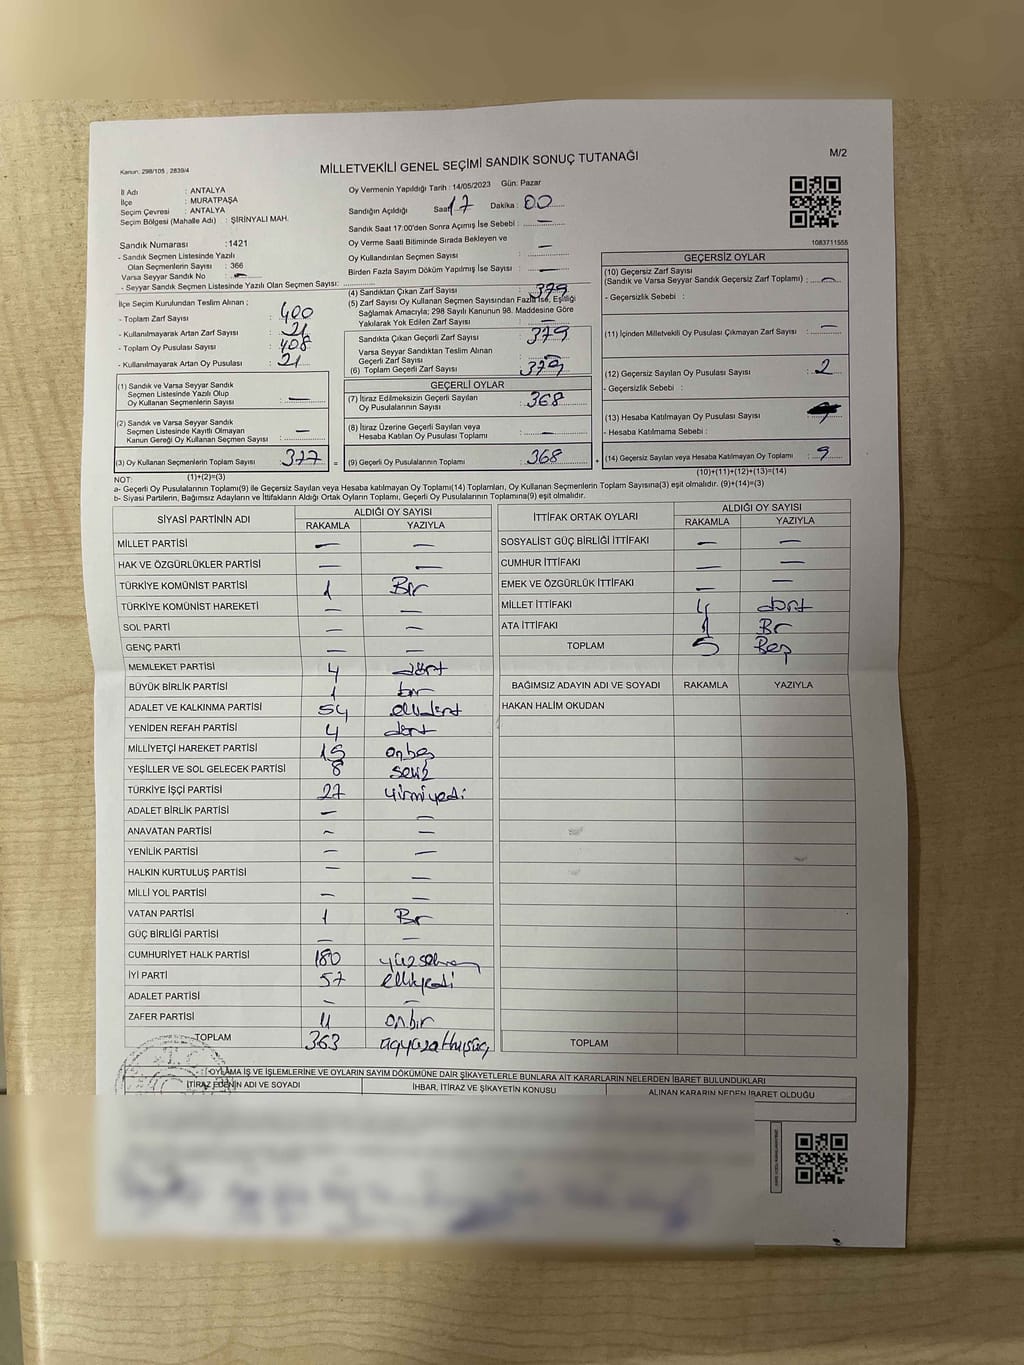 M/2
Kanun: 298/105 , 2839/4
MİLLETVEKİLİ GENEL SEÇİMİ SANDIK SONUÇ TUTANAĞI
İl Adı : ANTALYA
İlçe : MURATPAŞA
Seçim Çevresi : ANTALYA
Seçim Bölgesi (Mahalle Adı) : ŞİRİNYALI MAH.
Sandık Numarası :1421
- Sandık Seçmen Listesinde Yazılı
Olan Seçmenlerin Sayısı : 366
Varsa Seyyar Sandık No : —
- Seyyar Sandık Seçmen Listesinde Yazılı Olan Seçmen Sayısı:
Oy Vermenin Yapıldığı Tarih : 14/05/2023 Gün: Pazar
Sandığın Açıldığı Saat 17 Dakika : 00
Sandık Saat 17:00'den Sonra Açımış İse Sebebi : —
Oy Verme Saati Bitiminde Sırada Bekleyen ve
Oy Kullandırılan Seçmen Sayısı : —
Birden Fazla Sayım Döküm Yapılmış İse Sayısı : —
1083711555
İlçe Seçim Kurulundan Teslim Alınan ;
- Toplam Zarf Sayısı : 400
- Kullanılmayarak Artan Zarf Sayısı : 21
- Toplam Oy Pusulası Sayısı : 408
- Kullanılmayarak Artan Oy Pusulası : 21
(4) Sandıktan Çıkan Zarf Sayısı : 379
(5) Zarf Sayısı Oy Kullanan Seçmen Sayısından Fazla İse, Eşitliği
Sağlamak Amacıyla; 298 Sayılı Kanunun 98. Maddesine Göre
Yakılarak Yok Edilen Zarf Sayısı : —
Sandıkta Çıkan Geçerli Zarf Sayısı : 379
Varsa Seyyar Sandıktan Teslim Alınan
Geçerli Zarf Sayısı : —
(6) Toplam Geçerli Zarf Sayısı : 379
GEÇERSİZ OYLAR
(10) Geçersiz Zarf Sayısı
(Sandık ve Varsa Seyyar Sandık Geçersiz Zarf Toplamı) : —
- Geçersizlik Sebebi :
(11) İçinden Milletvekili Oy Pusulası Çıkmayan Zarf Sayısı : —
(12) Geçersiz Sayılan Oy Pusulası Sayısı : 2
- Geçersizlik Sebebi :
(13) Hesaba Katılmayan Oy Pusulası Sayısı
- Hesaba Katılmama Sebebi :
(14) Geçersiz Sayılan veya Hesaba Katılmayan Oy Toplamı : 9
(10)+(11)+(12)+(13)=(14)
(1) Sandık ve Varsa Seyyar Sandık
Seçmen Listesinde Yazılı Olup
Oy Kullanan Seçmenlerin Sayısı : —
(2) Sandık ve Varsa Seyyar Sandık
Seçmen Listesinde Kayıtlı Olmayan
Kanun Gereği Oy Kullanan Seçmen Sayısı : —
(3) Oy Kullanan Seçmenlerin Toplam Sayısı : 377 =
(1)+(2)=(3)
GEÇERLİ OYLAR
(7) İtiraz Edilmeksizin Geçerli Sayılan
Oy Pusulasının Sayısı : 368
(8) İtiraz Üzerine Geçerli Sayılan veya
Hesaba Katılan Oy Pusulası Toplamı : —
(9) Geçerli Oy Pusulalarının Toplamı : 368 +
NOT:
a- Geçerli Oy Pusulalarının Toplamı(9) ile Geçersiz Sayılan veya Hesaba katılmayan Oy Toplamı(14) Toplamları, Oy Kullanan Seçmenlerin Toplam Sayısına(3) eşit olmalıdır. (9)+(14)=(3)
b- Siyasi Partilerin, Bağımsız Adayların ve İttifakların Aldığı Ortak Oyların Toplamı, Geçerli Oy Pusulalarının Toplamına(9) eşit olmalıdır.
SİYASİ PARTİNİN ADI ALDIĞI OY SAYISI
RAKAMLA YAZIYLA
MİLLET PARTİSİ — —
HAK VE ÖZGÜRLÜKLER PARTİSİ — —
TÜRKİYE KOMÜNİST PARTİSİ 1 Bir
TÜRKİYE KOMÜNİST HAREKETİ — —
SOL PARTİ — —
GENÇ PARTİ — —
MEMLEKET PARTİSİ 4 dört
BÜYÜK BİRLİK PARTİSİ 1 bir
ADALET VE KALKINMA PARTİSİ 54 ellidört
YENİDEN REFAH PARTİSİ 4 dört
MİLLİYETÇİ HAREKET PARTİSİ 15 onbeş
YEŞİLLER VE SOL GELECEK PARTİSİ 8 sekiz
TÜRKİYE İŞÇİ PARTİSİ 27 yirmiyedi
ADALET BİRLİK PARTİSİ — —
ANAVATAN PARTİSİ — —
YENİLİK PARTİSİ — —
HALKIN KURTULUŞ PARTİSİ — —
MİLLİ YOL PARTİSİ — —
VATAN PARTİSİ 1 Bir
GÜÇ BİRLİĞİ PARTİSİ — —
CUMHURİYET HALK PARTİSİ 180 yüzseksen
İYİ PARTİ 57 elliyedi
ADALET PARTİSİ — —
ZAFER PARTİSİ 11 onbir
TOPLAM 363 üçyüzaltmışüç
İTTİFAK ORTAK OYLARI ALDIĞI OY SAYISI
RAKAMLA YAZIYLA
SOSYALİST GÜÇ BİRLİĞİ İTTİFAKI — —
CUMHUR İTTİFAKI — —
EMEK VE ÖZGÜRLÜK İTTİFAKI — —
MİLLET İTTİFAKI 4 dört
ATA İTTİFAKI 1 Bir
TOPLAM 5 Beş
BAĞIMSIZ ADAYIN ADI VE SOYADI RAKAMLA YAZIYLA
HAKAN HALİM OKUDAN
TOPLAM
OYLAMA İŞ VE İŞLEMLERİNE VE OYLARIN SAYIM DÖKÜMÜNE DAİR ŞİKAYETLERLE BUNLARA AİT KARARLARIN NELERDEN İBARET BULUNDUKLARI
İTİRAZ EDENİN ADI VE SOYADI İHBAR, İTİRAZ VE ŞİKAYETİN KONUSU ALINAN KARARIN NEDEN İBARET OLDUĞU